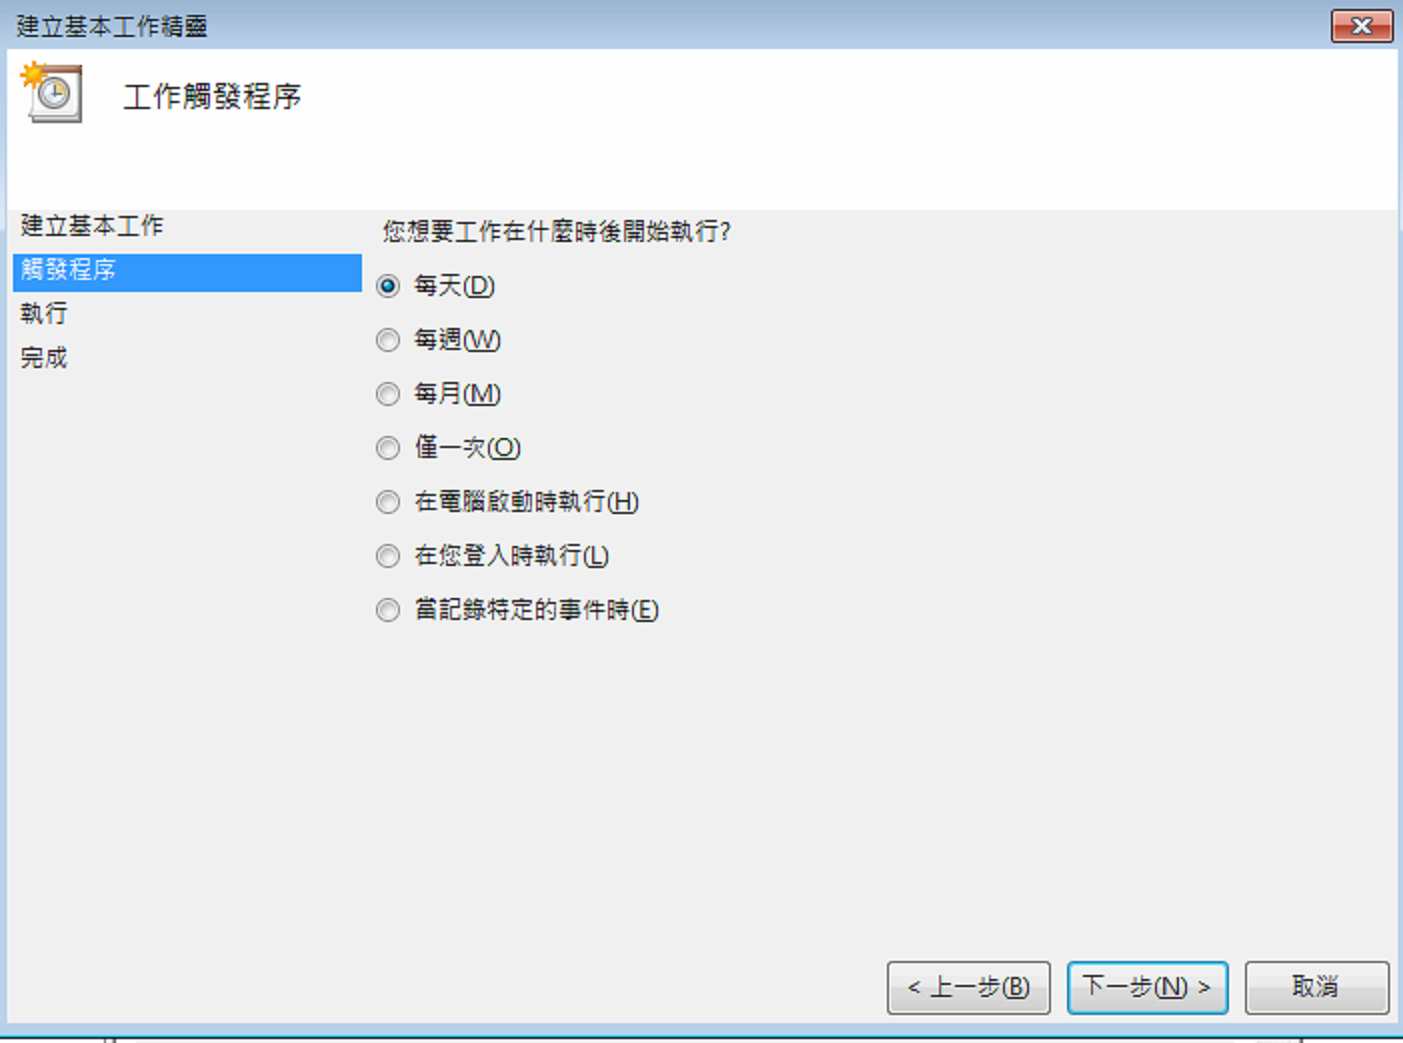 建立基本工作精靈
工作觸發程序
建立基本工作
觸發程序
執行
完成
您想要工作在什麼時後開始執行?
每天(D)
每週(W)
每月(M)
僅一次(O)
在電腦啟動時執行(H)
在您登入時執行(L)
當記錄特定的事件時(E)
< 上一步(B)
下一步(N) >
取消